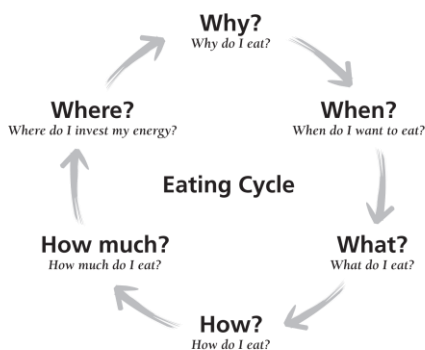 Why?
Why do I eat?
When?
When do I want to eat?
What?
What do I eat?
How?
How do I eat?
How much?
How much do I eat?
Where?
Where do I invest my energy?
Eating Cycle